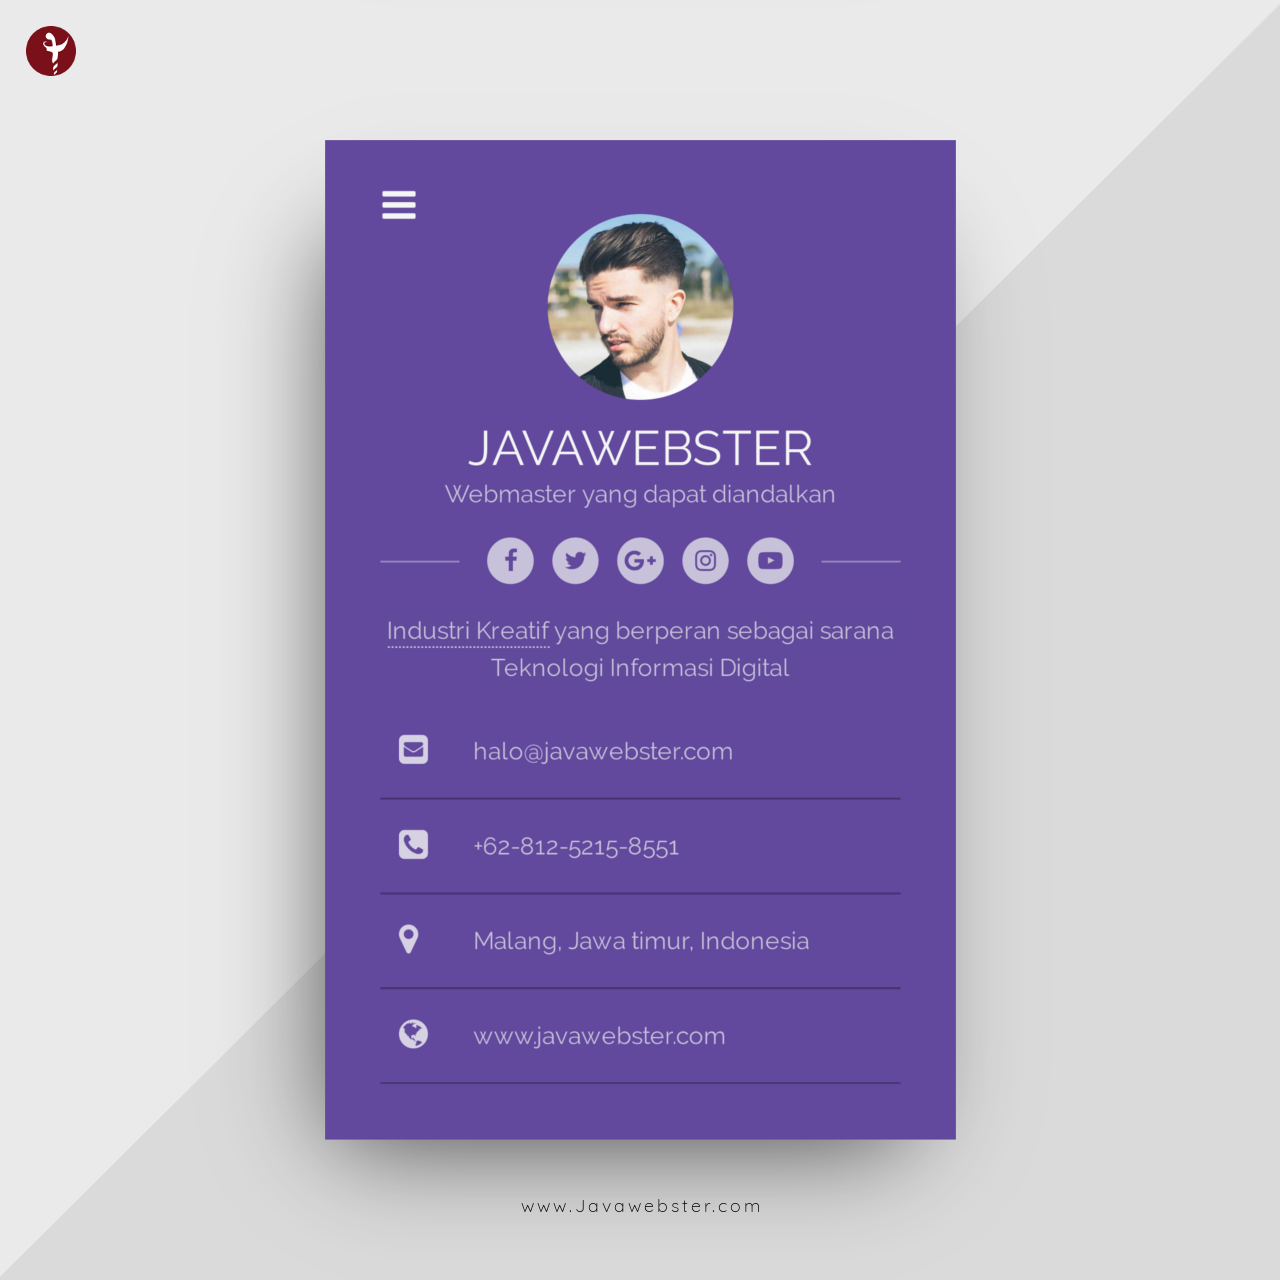 JAVAWEBSTER
Webmaster yang dapat diandalkan
Industri Kreatif yang berperan sebagai sarana
Teknologi Informasi Digital
halo@javawebster.com
+62-812-5215-8551
Malang, Jawa timur, Indonesia
www.javawebster.com
www.Javawebster.com